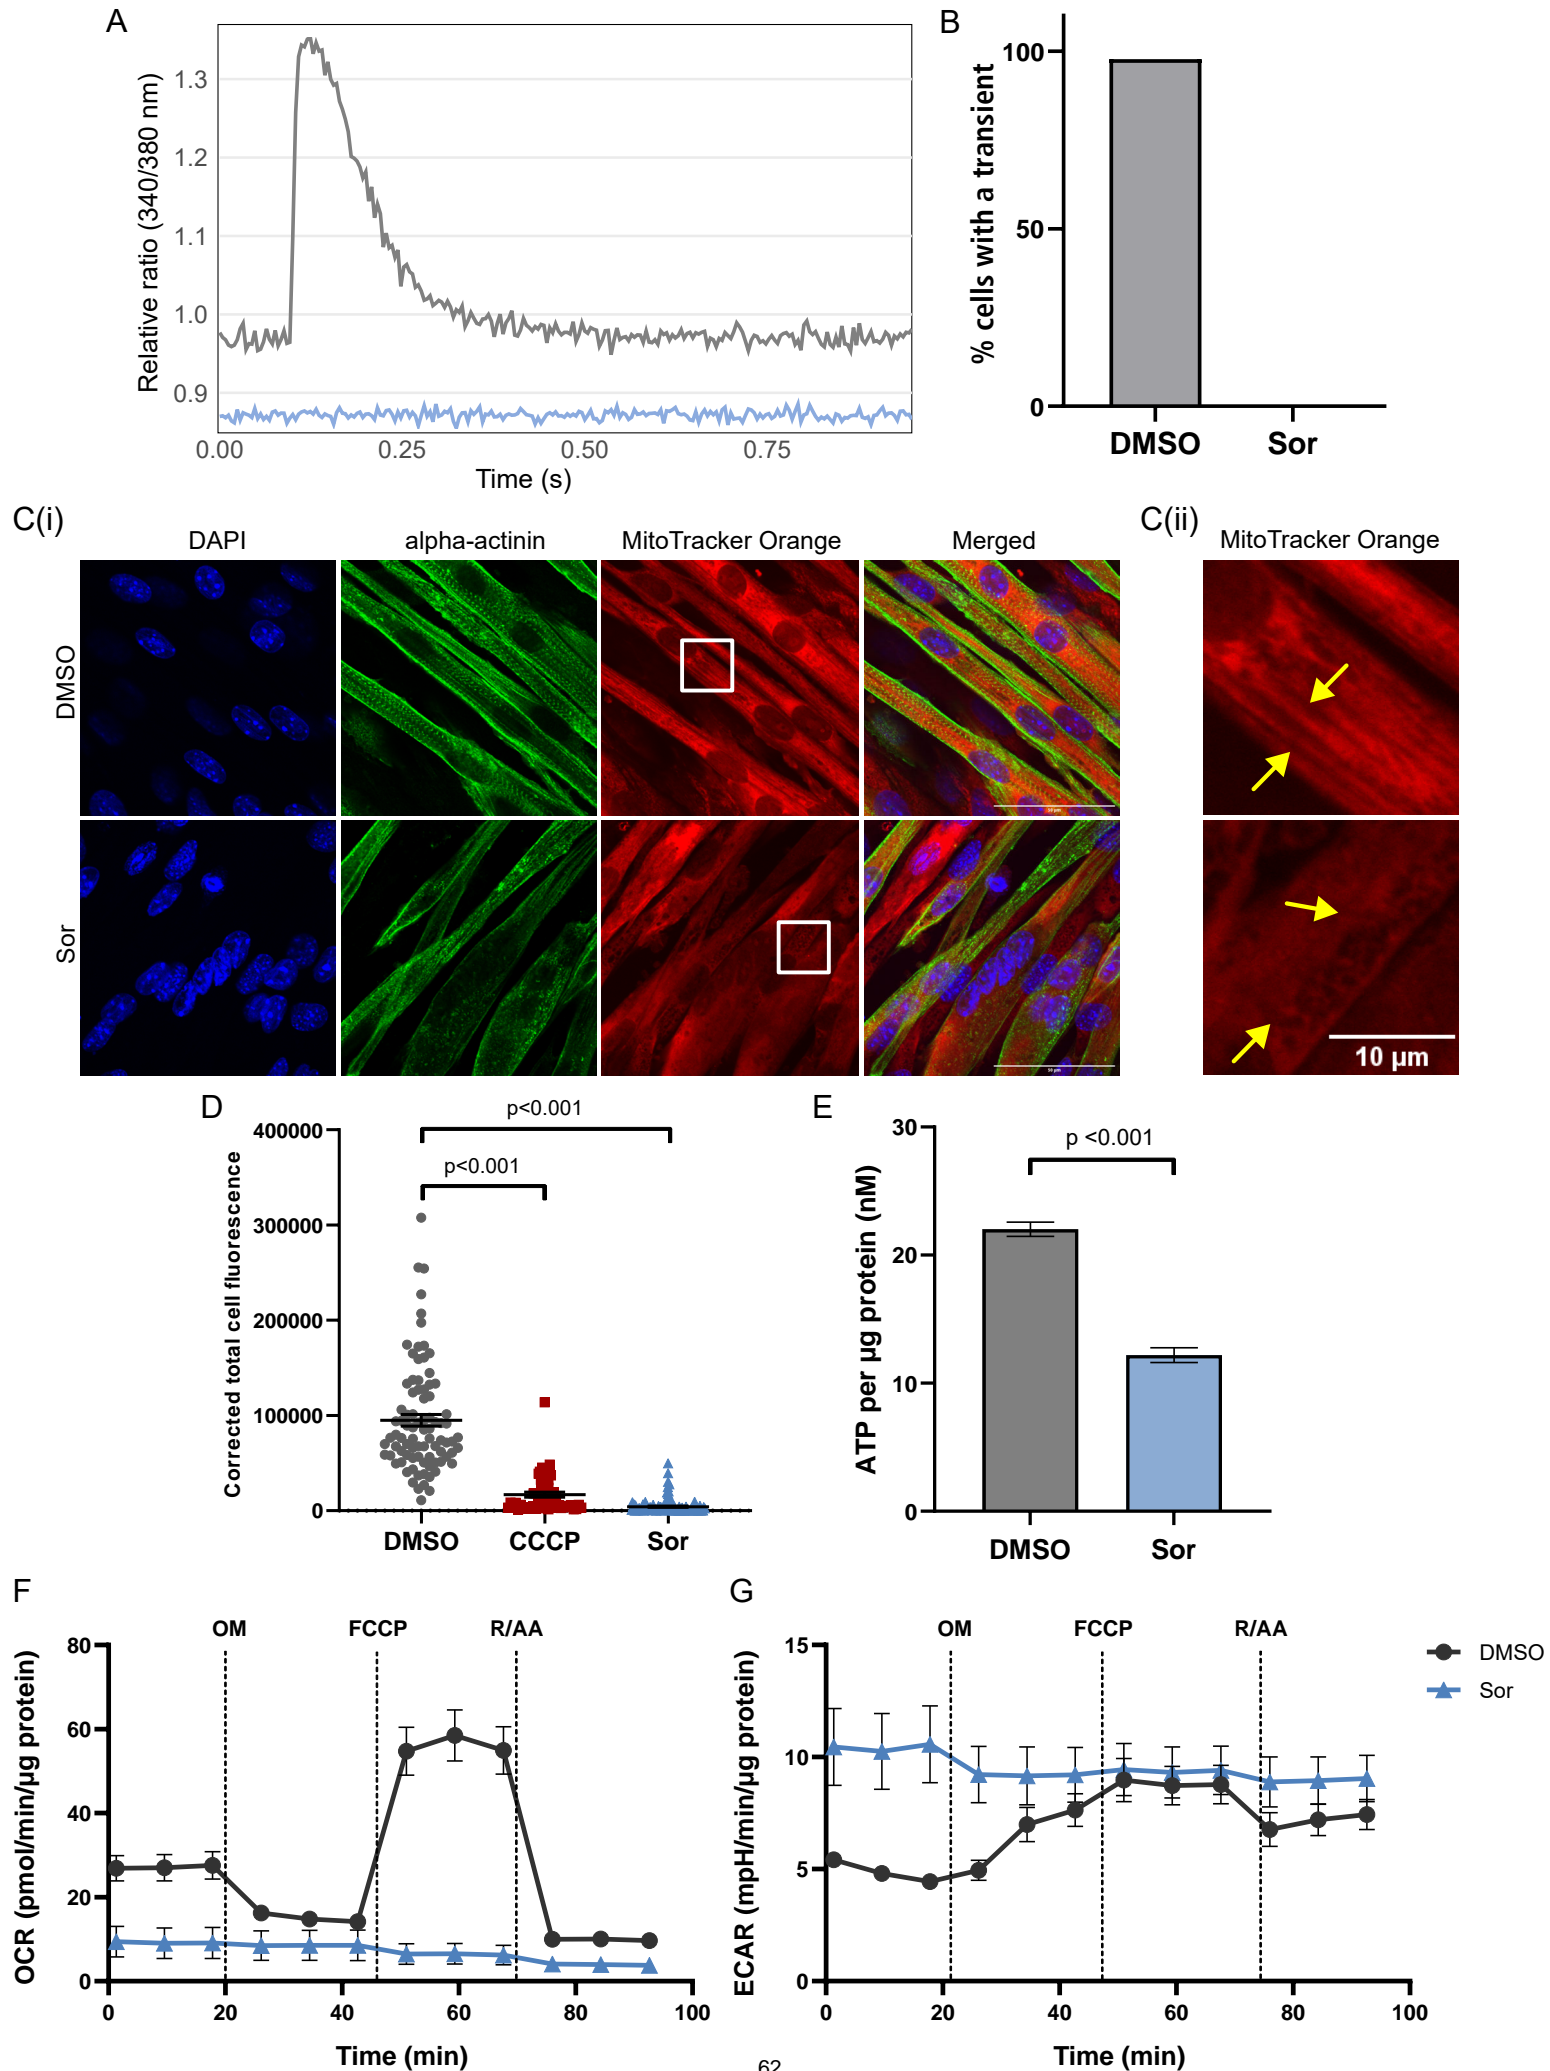 A
Relative ratio (340/380 nm)
1.3
1.2
1.1
1.0
0.9
0.00 0.25 0.50 0.75
Time (s)
B
% cells with a transient
100
50
0
DMSO Sor
C(i)
DAPI alpha-actinin MitoTracker Orange Merged
DMSO
Sor
50 µm
C(ii)
MitoTracker Orange
10 µm
D
Corrected total cell fluorescence
400000
300000
200000
100000
0
p<0.001
p<0.001
DMSO CCCP Sor
E
ATP per µg protein (nM)
30
20
10
0
p <0.001
DMSO Sor
F
OCR (pmol/min/µg protein)
OM FCCP R/AA
80
60
40
20
0
0 20 40 60 80 100
Time (min)
G
ECAR (mpH/min/µg protein)
OM FCCP R/AA
15
10
5
0
0 20 40 60 80 100
Time (min)
DMSO
Sor
62